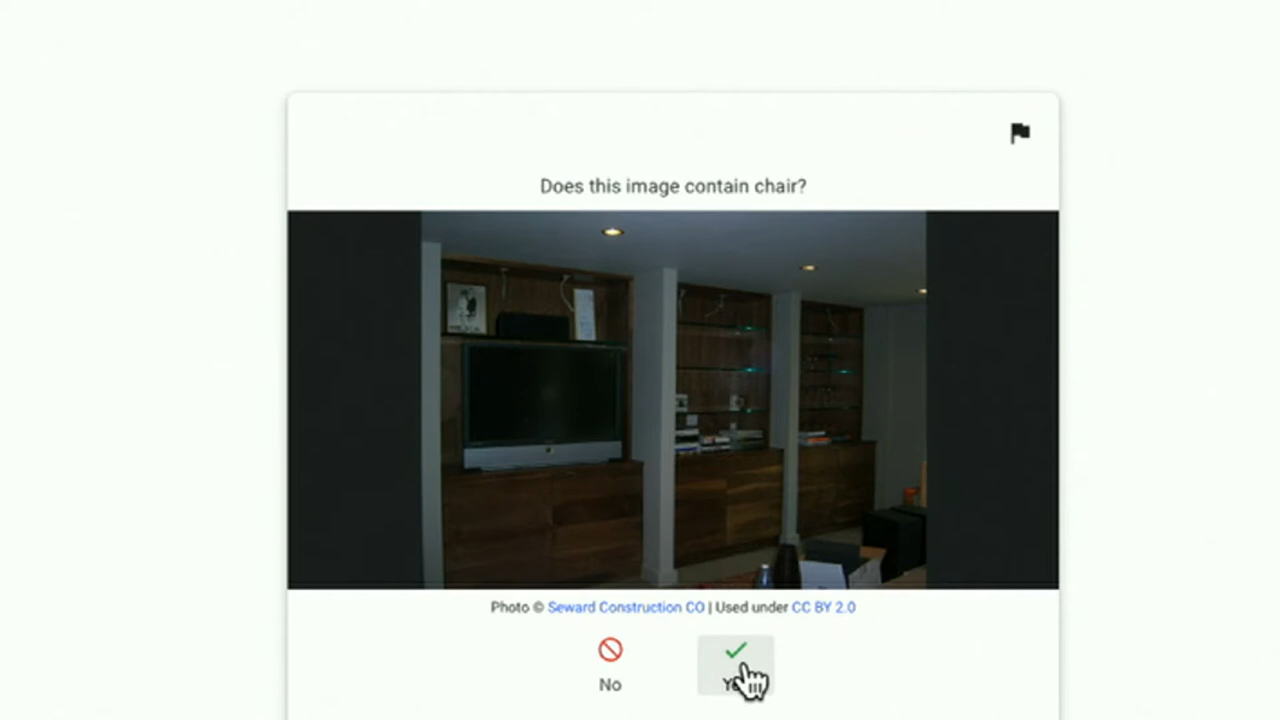 Does this image contain chair?
Photo © Seward Construction CO | Used under CC BY 2.0
No